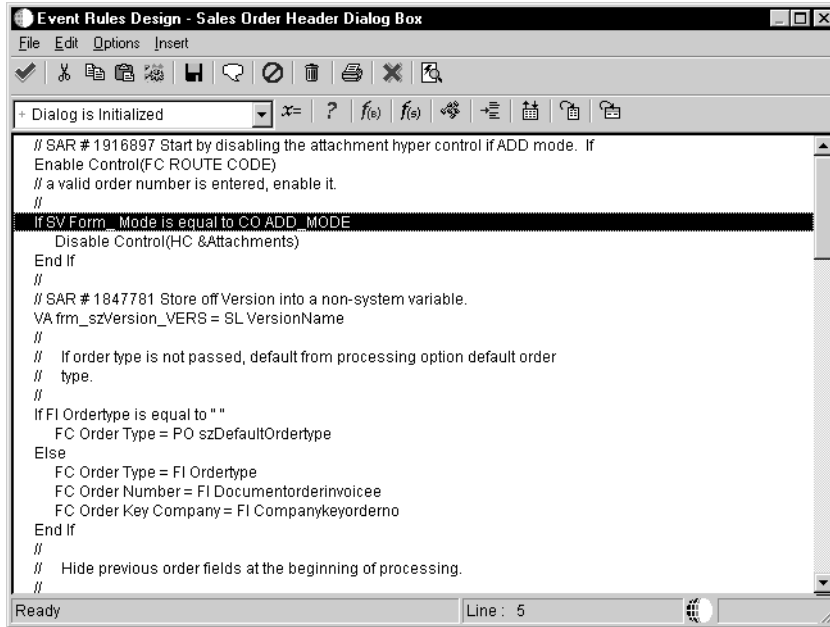 Event Rules Design - Sales Order Header Dialog Box
File Edit Options Insert
+ Dialog is Initialized x= ? f(B) f(S)
// SAR # 1916897 Start by disabling the attachment hyper control if ADD mode. If
Enable Control(FC ROUTE CODE)
// a valid order number is entered, enable it.
//
If SV Form_ Mode is equal to CO ADD_MODE
Disable Control(HC &Attachments)
End If
//
// SAR # 1847781 Store off Version into a non-system variable.
VA frm_szVersion_VERS = SL VersionName
//
// If order type is not passed, default from processing option default order
// type.
//
If FI Ordertype is equal to " "
FC Order Type = PO szDefaultOrdertype
Else
FC Order Type = FI Ordertype
FC Order Number = FI Documentorderinvoicee
FC Order Key Company = FI Companykeyorderno
End If
//
// Hide previous order fields at the beginning of processing.
//
Ready Line : 5